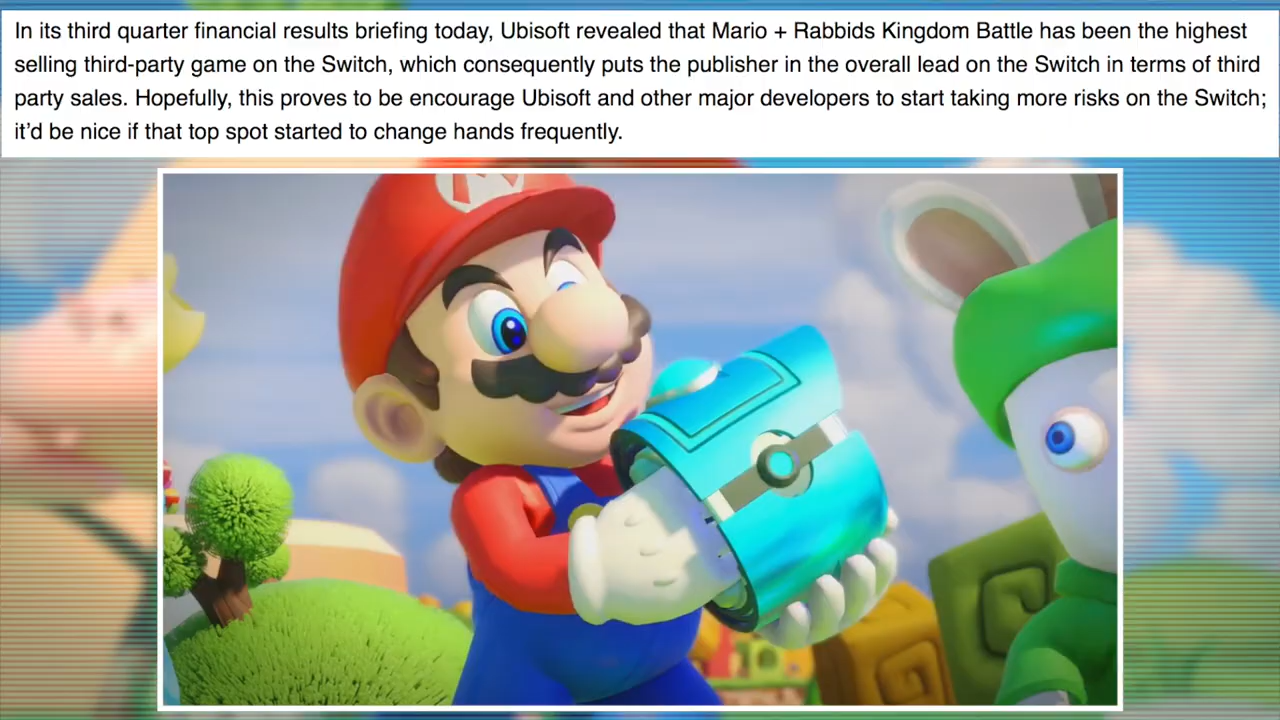 In its third quarter financial results briefing today, Ubisoft revealed that Mario + Rabbids Kingdom Battle has been the highest
selling third-party game on the Switch, which consequently puts the publisher in the overall lead on the Switch in terms of third
party sales. Hopefully, this proves to be encourage Ubisoft and other major developers to start taking more risks on the Switch;
it'd be nice if that top spot started to change hands frequently.
M